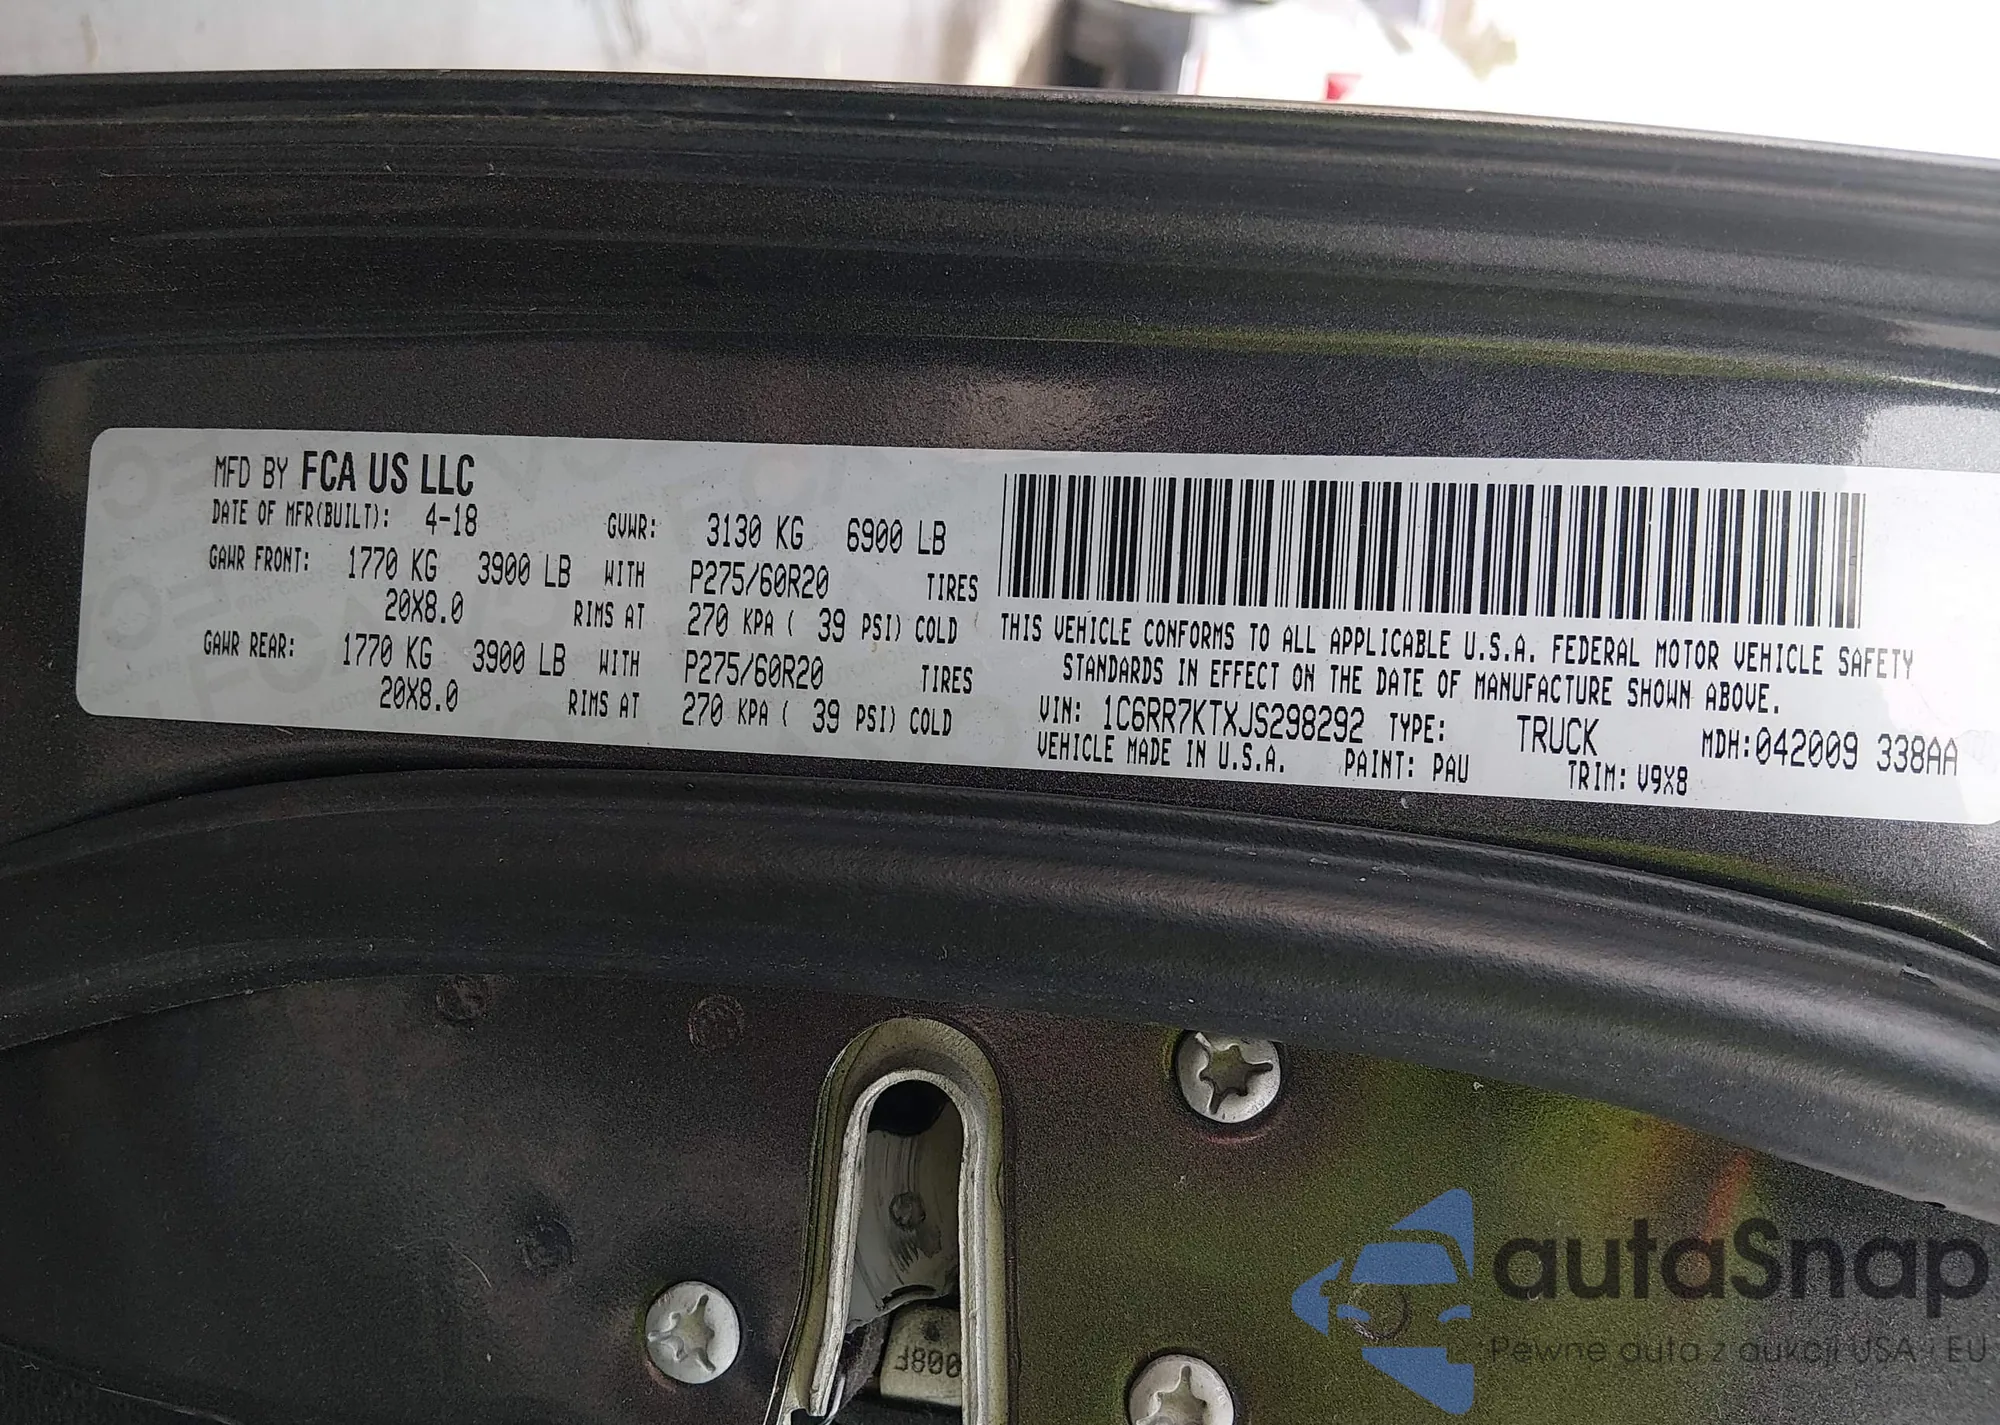 MFD BY FCA US LLC
DATE OF MFR(BUILT): 4-18 GVWR: 3130 KG 6900 LB
GAWR FRONT: 1770 KG 3900 LB WITH P275/60R20 TIRES
20X8.0 RIMS AT 270 KPA ( 39 PSI) COLD
GAWR REAR: 1770 KG 3900 LB WITH P275/60R20 TIRES
20X8.0 RIMS AT 270 KPA ( 39 PSI) COLD
THIS VEHICLE CONFORMS TO ALL APPLICABLE U.S.A. FEDERAL MOTOR VEHICLE SAFETY
STANDARDS IN EFFECT ON THE DATE OF MANUFACTURE SHOWN ABOVE.
VIN: 1C6RR7KTXJS298292 TYPE: TRUCK MDH:042009 338AA
VEHICLE MADE IN U.S.A. PAINT: PAU TRIM: V9X8
J800F
autaSnap
Pewne auta z aukcji USA i EU